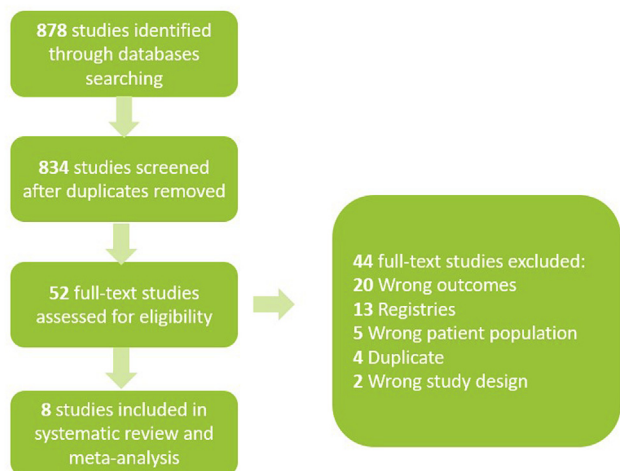 878 studies identified
through databases
searching
834 studies screened
after duplicates removed
52 full-text studies
assessed for eligibility
44 full-text studies excluded:
20 Wrong outcomes
13 Registries
5 Wrong patient population
4 Duplicate
2 Wrong study design
8 studies included in
systematic review and
meta-analysis